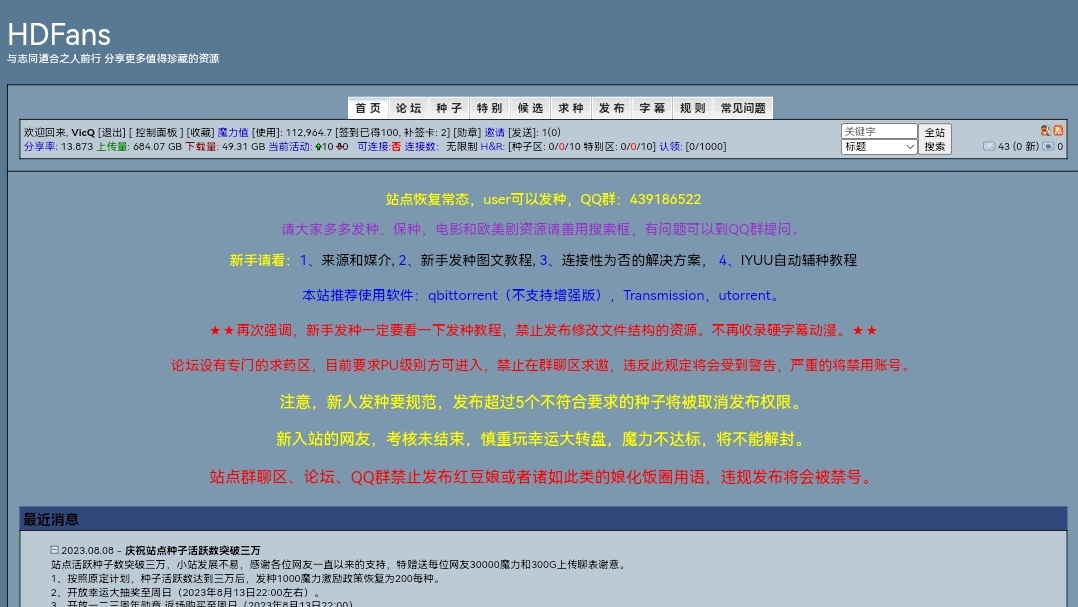 HDFans
与志同道合之人前行 分享更多值得珍藏的资源
首 页 论 坛 种 子 特 别 候 选 求 种 发 布 字 幕 规 则 常见问题
欢迎回来, VicQ [退出] [ 控制面板 ] [收藏] 魔力值 [使用]: 112,964.7 [签到已得100, 补签卡: 2] [勋章] 邀请 [发送]: 1(0)
关键字 全站
分享率: 13.873 上传量: 684.07 GB 下载量: 49.31 GB 当前活动: 10 0 可连接:否 连接数: 无限制 H&R: [种子区: 0/0/10 特别区: 0/0/10] 认领: [0/1000]
标题 搜索 43 (0 新) 0
站点恢复常态，user可以发种，QQ群：439186522
请大家多多发种、保种，电影和欧美剧资源请善用搜索框，有问题可以到QQ群提问。
新手请看：1、来源和媒介, 2、新手发种图文教程, 3、连接性为否的解决方案， 4、IYUU自动辅种教程
本站推荐使用软件：qbittorrent（不支持增强版），Transmission，utorrent。
★★再次强调，新手发种一定要看一下发种教程，禁止发布修改文件结构的资源。不再收录硬字幕动漫。★★
论坛设有专门的求药区，目前要求PU级别方可进入，禁止在群聊区求邀，违反此规定将会受到警告，严重的将禁用账号。
注意，新人发种要规范，发布超过5个不符合要求的种子将被取消发布权限。
新入站的网友，考核未结束，慎重玩幸运大转盘，魔力不达标，将不能解封。
站点群聊区、论坛、QQ群禁止发布红豆娘或者诸如此类的娘化饭圈用语，违规发布将会被禁号。
最近消息
2023.08.08 - 庆祝站点种子活跃数突破三万
站点活跃种子数突破三万，小站发展不易，感谢各位网友一直以来的支持，特赠送每位网友30000魔力和300G上传聊表谢意。
1、按照原定计划，种子活跃数达到三万后，发种1000魔力激励政策恢复为200每种。
2、开放幸运大抽奖至周日（2023年8月13日22:00左右）。
3、开放一二三周年勋章 返场购买至周日（2023年8月13日22:00）